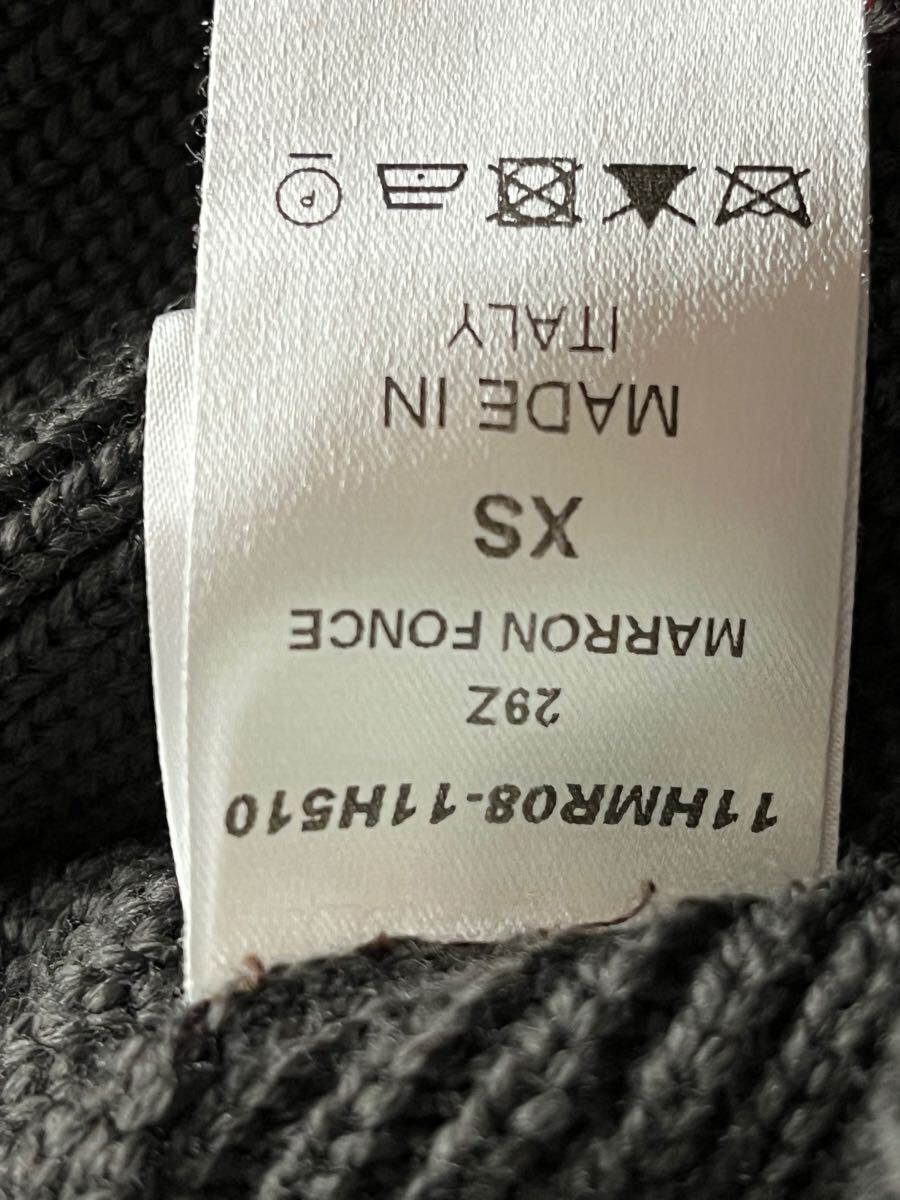 11HMR08-11H510
29Z
MARRON FONCE
XS
MADE IN
ITALY
P